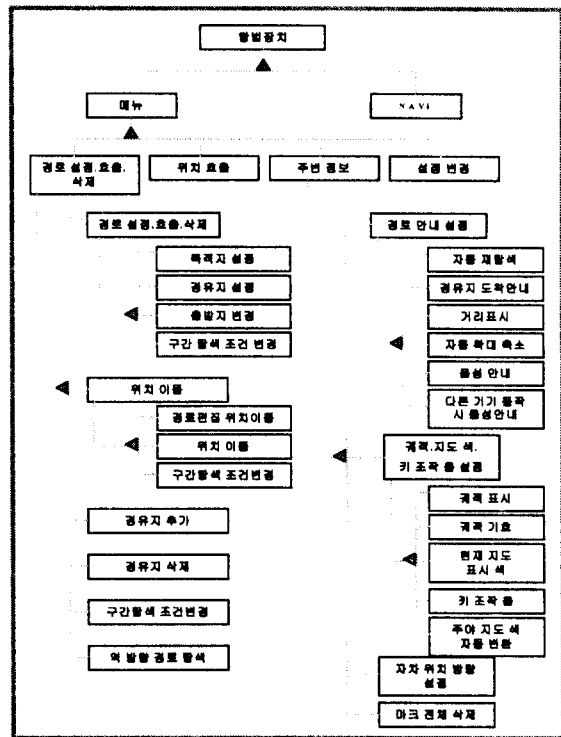 항법장치
메뉴
NAVI
경로 설정.호출.
삭제
위치 호출
주변 정보
설정 변경
경로 설정.호출.삭제
목적지 설정
경유지 설정
출발지 변경
구간 탐색 조건 변경
위치 이동
경로편집 위치이동
위치 이동
구간탐색 조건변경
경유지 추가
경유지 삭제
구간탐색 조건변경
역 방향 경로 탐색
경로 안내 설정
자동 재탐색
경유지 도착안내
거리표시
자동 확대 축소
음성 안내
다른 기기 동작
시 음성안내
궤적.지도 색.
키 조작 음 설정
궤적 표시
궤적 기호
현재 지도
표시 색
키 조작 음
주야 지도 색
자동 변환
자차 위치 방향
설정
마크 전체 삭제